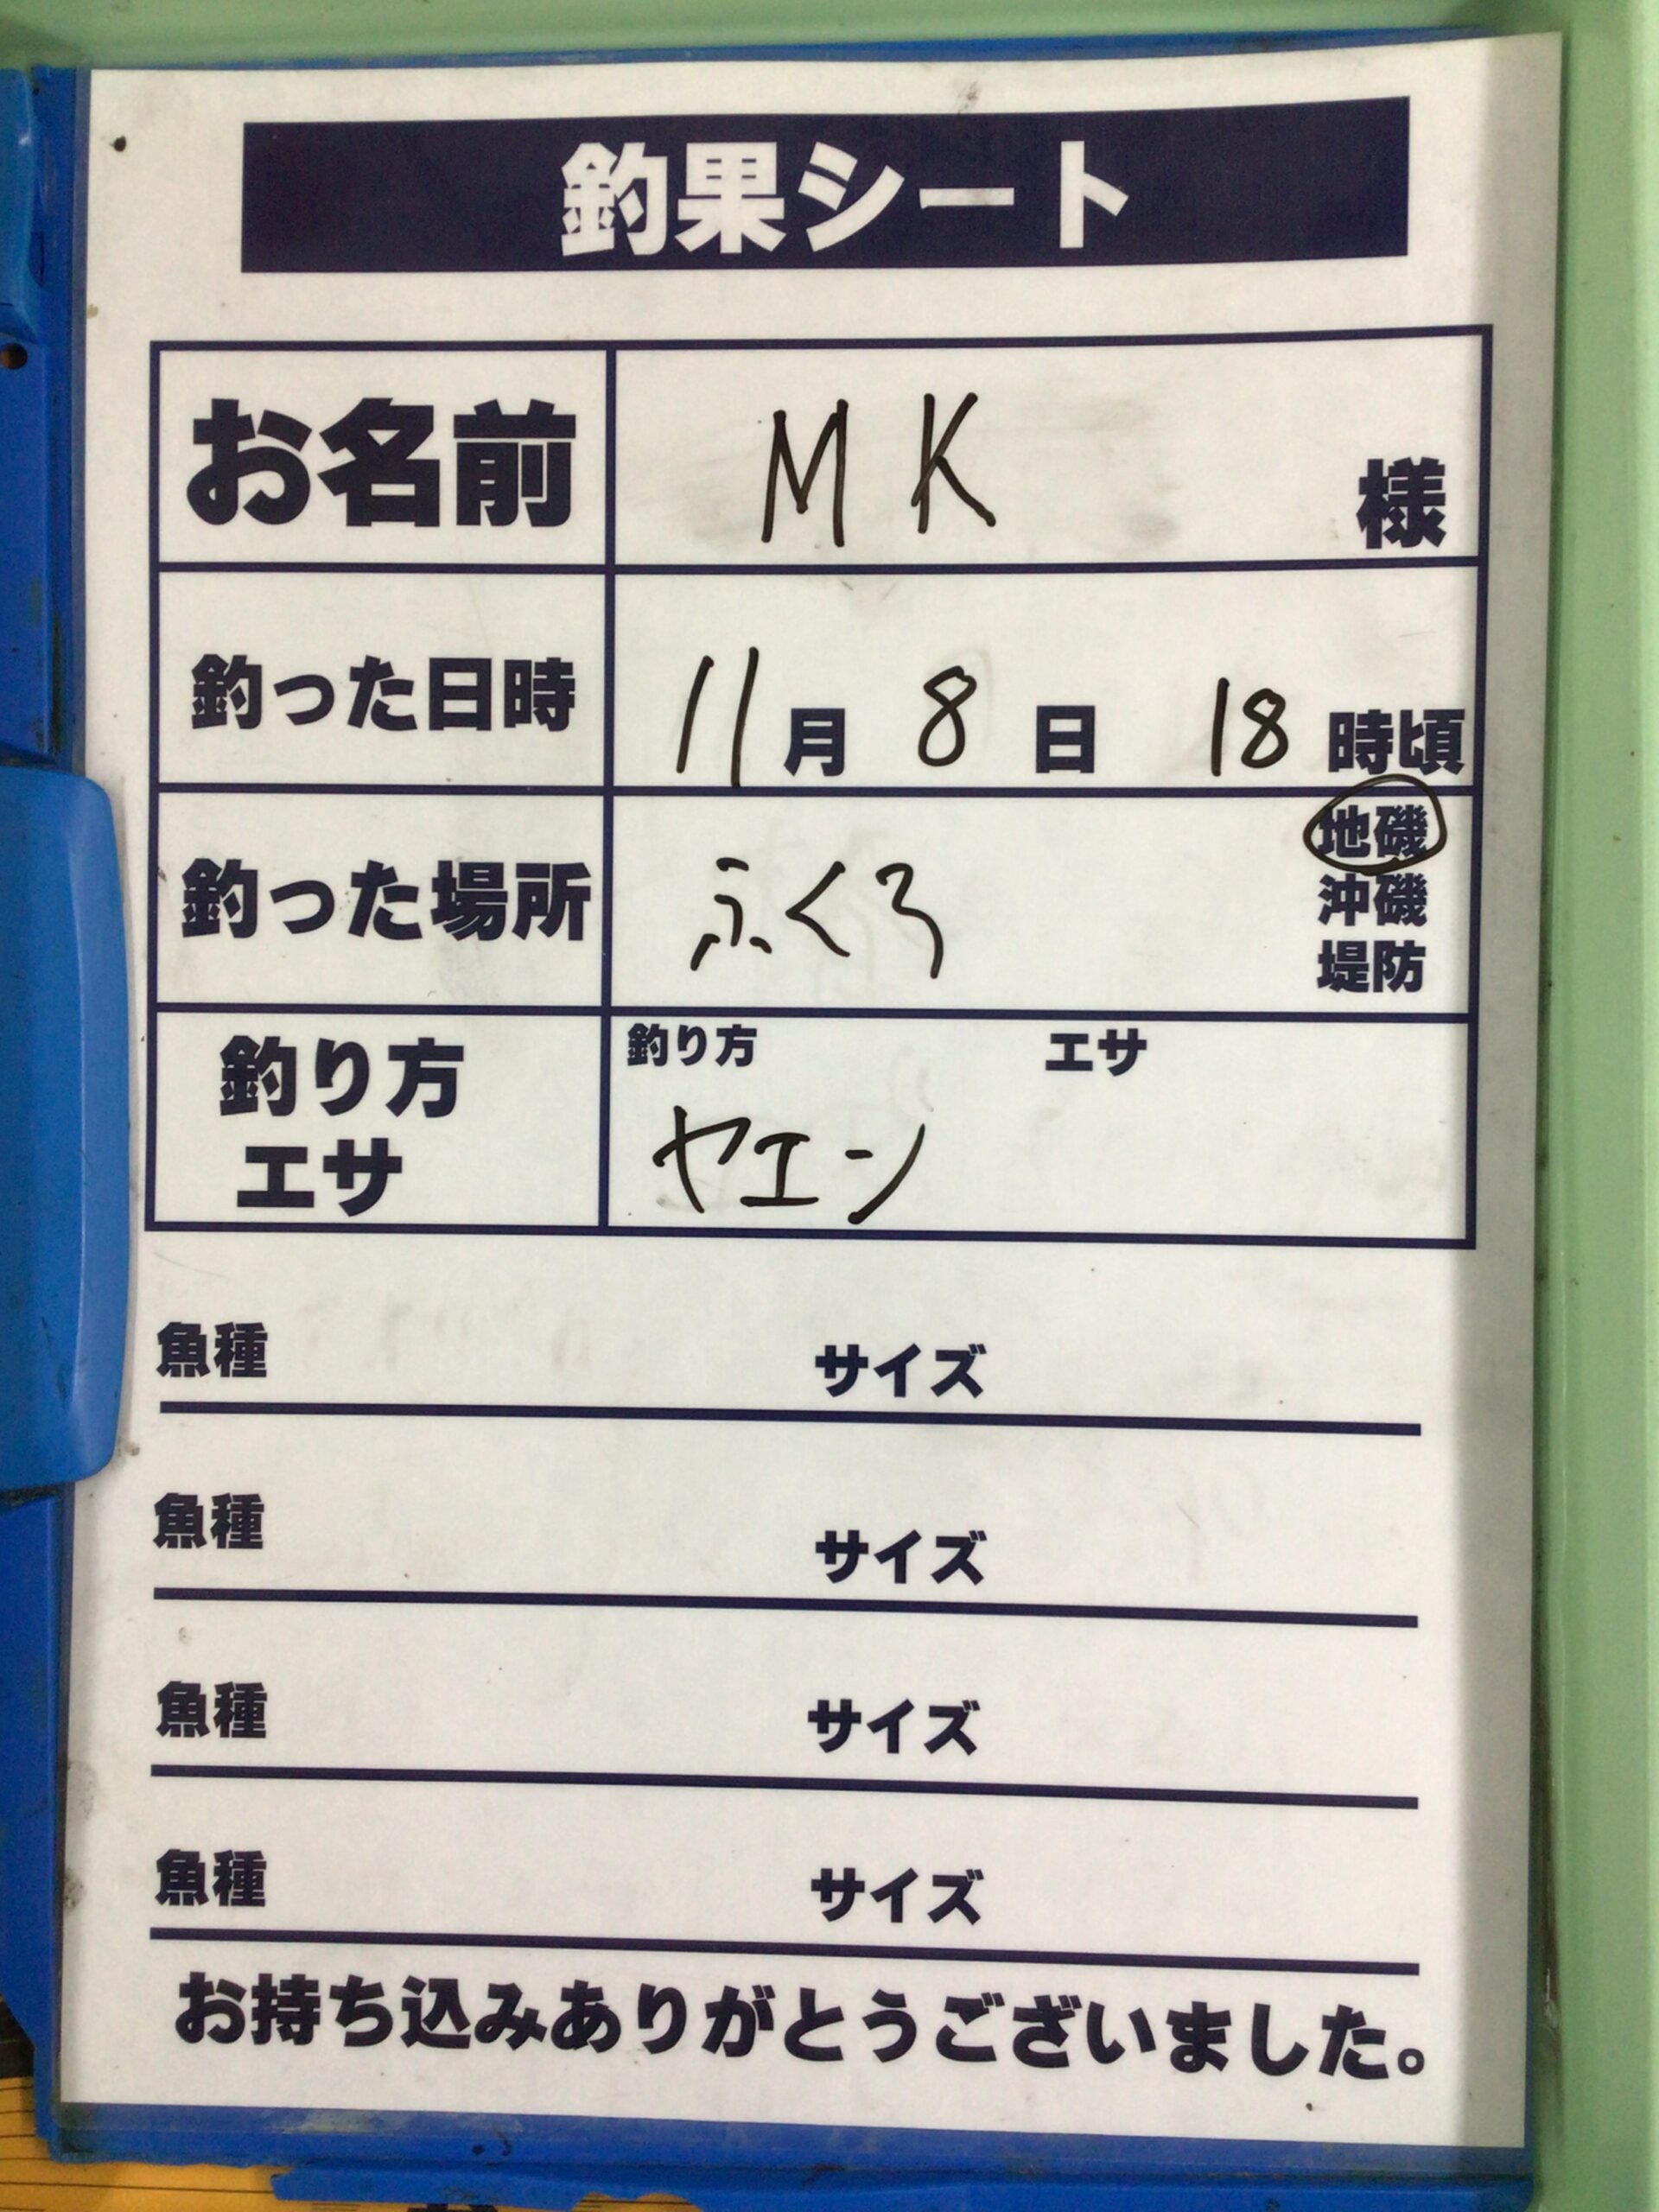 釣果シート
お名前 MK 様
釣った日時 11月8日 18時頃
釣った場所 ふくろ 地磯
沖磯
堤防
釣り方 釣り方 エサ
エサ ヤエン
魚種 サイズ
魚種 サイズ
魚種 サイズ
魚種 サイズ
お持ち込みありがとうございました。